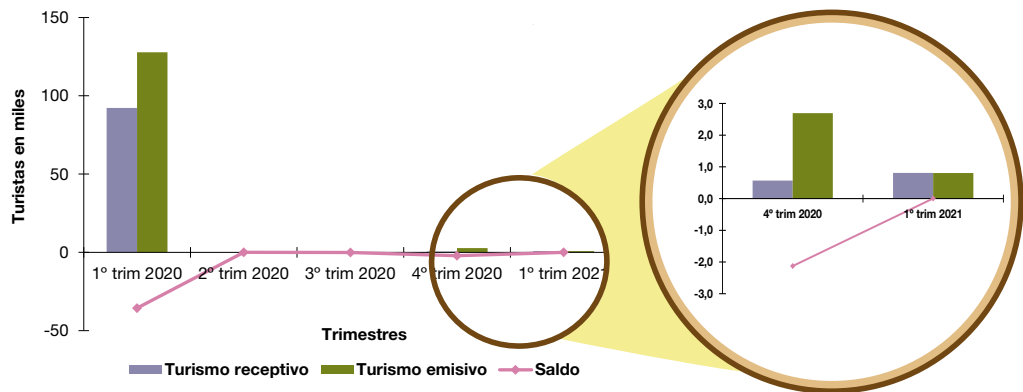 Turistas en miles
150
100
50
0
-50
1º trim 2020
2º trim 2020
3º trim 2020
4º trim 2020
1º trim 2021
Trimestres
Turismo receptivo
Turismo emisivo
Saldo
3,0
2,0
1,0
0,0
-1,0
-2,0
-3,0
4º trim 2020
1º trim 2021